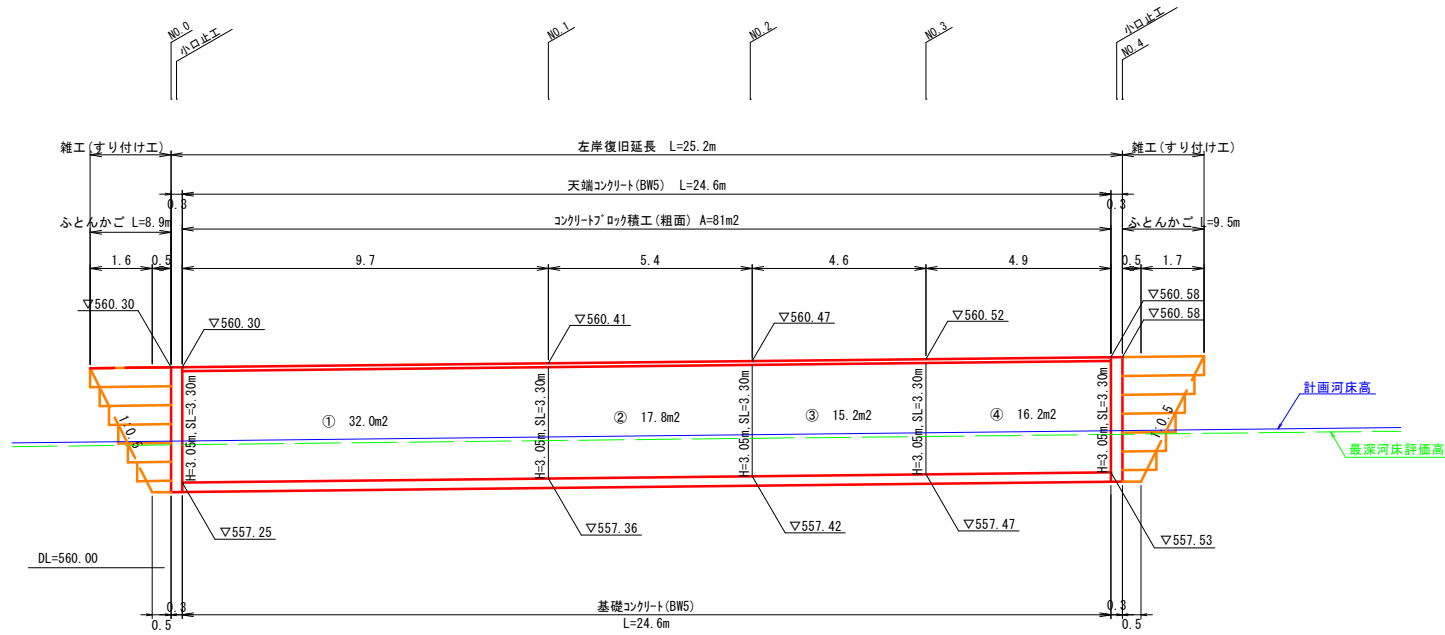 NO.0
小口止工
NO.1
NO.2
NO.3
小口止工
NO.4
雑工(すり付け工)
左岸復旧延長 L=25.2m
雑工(すり付け工)
天端コンクリート(BW5) L=24.6m
0.3
0.3
ふとんかご L=8.9m
コンクリートブロック積工(粗面) A=81m2
ふとんかご L=9.5m
1.6
0.5
9.7
5.4
4.6
4.9
0.5
1.7
▽560.30
▽560.30
▽560.41
▽560.47
▽560.52
▽560.58
▽560.58
計画河床高
最深河床評価高
1:0.5
H=3.05m,SL=3.30m
① 32.0m2
H=3.05m,SL=3.30m
② 17.8m2
H=3.05m,SL=3.30m
③ 15.2m2
H=3.05m,SL=3.30m
④ 16.2m2
H=3.05m,SL=3.30m
1:0.5
▽557.25
▽557.36
▽557.42
▽557.47
▽557.53
DL=560.00
0.3
基礎コンクリート(BW5)
0.3
0.5
L=24.6m
0.5